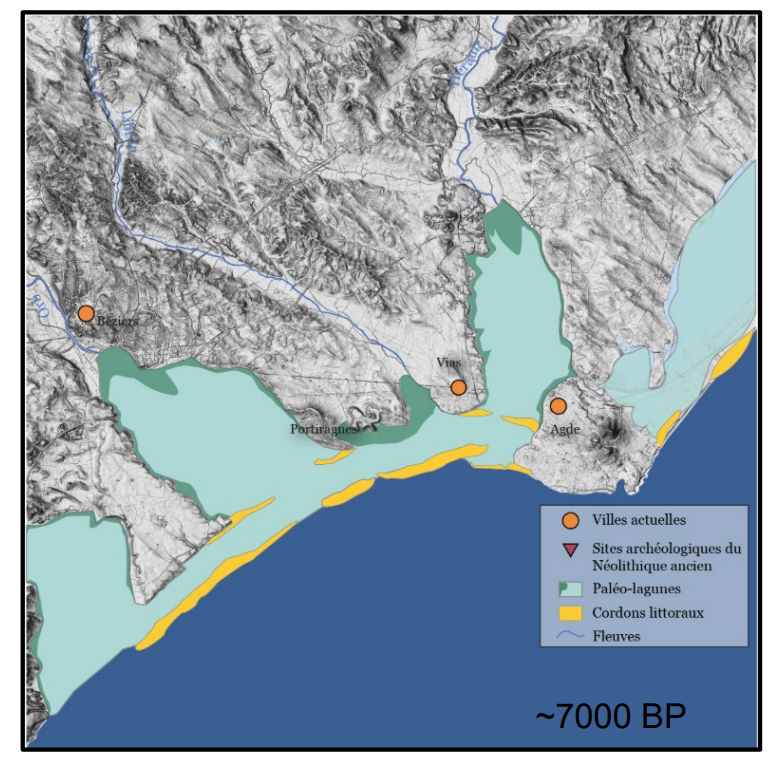 Hérault
Libron
Orb
Béziers
Vias
Portiragnes
Agde
Villes actuelles
Sites archéologiques du
Néolithique ancien
Paléo-lagunes
Cordons littoraux
Fleuves
~7000 BP